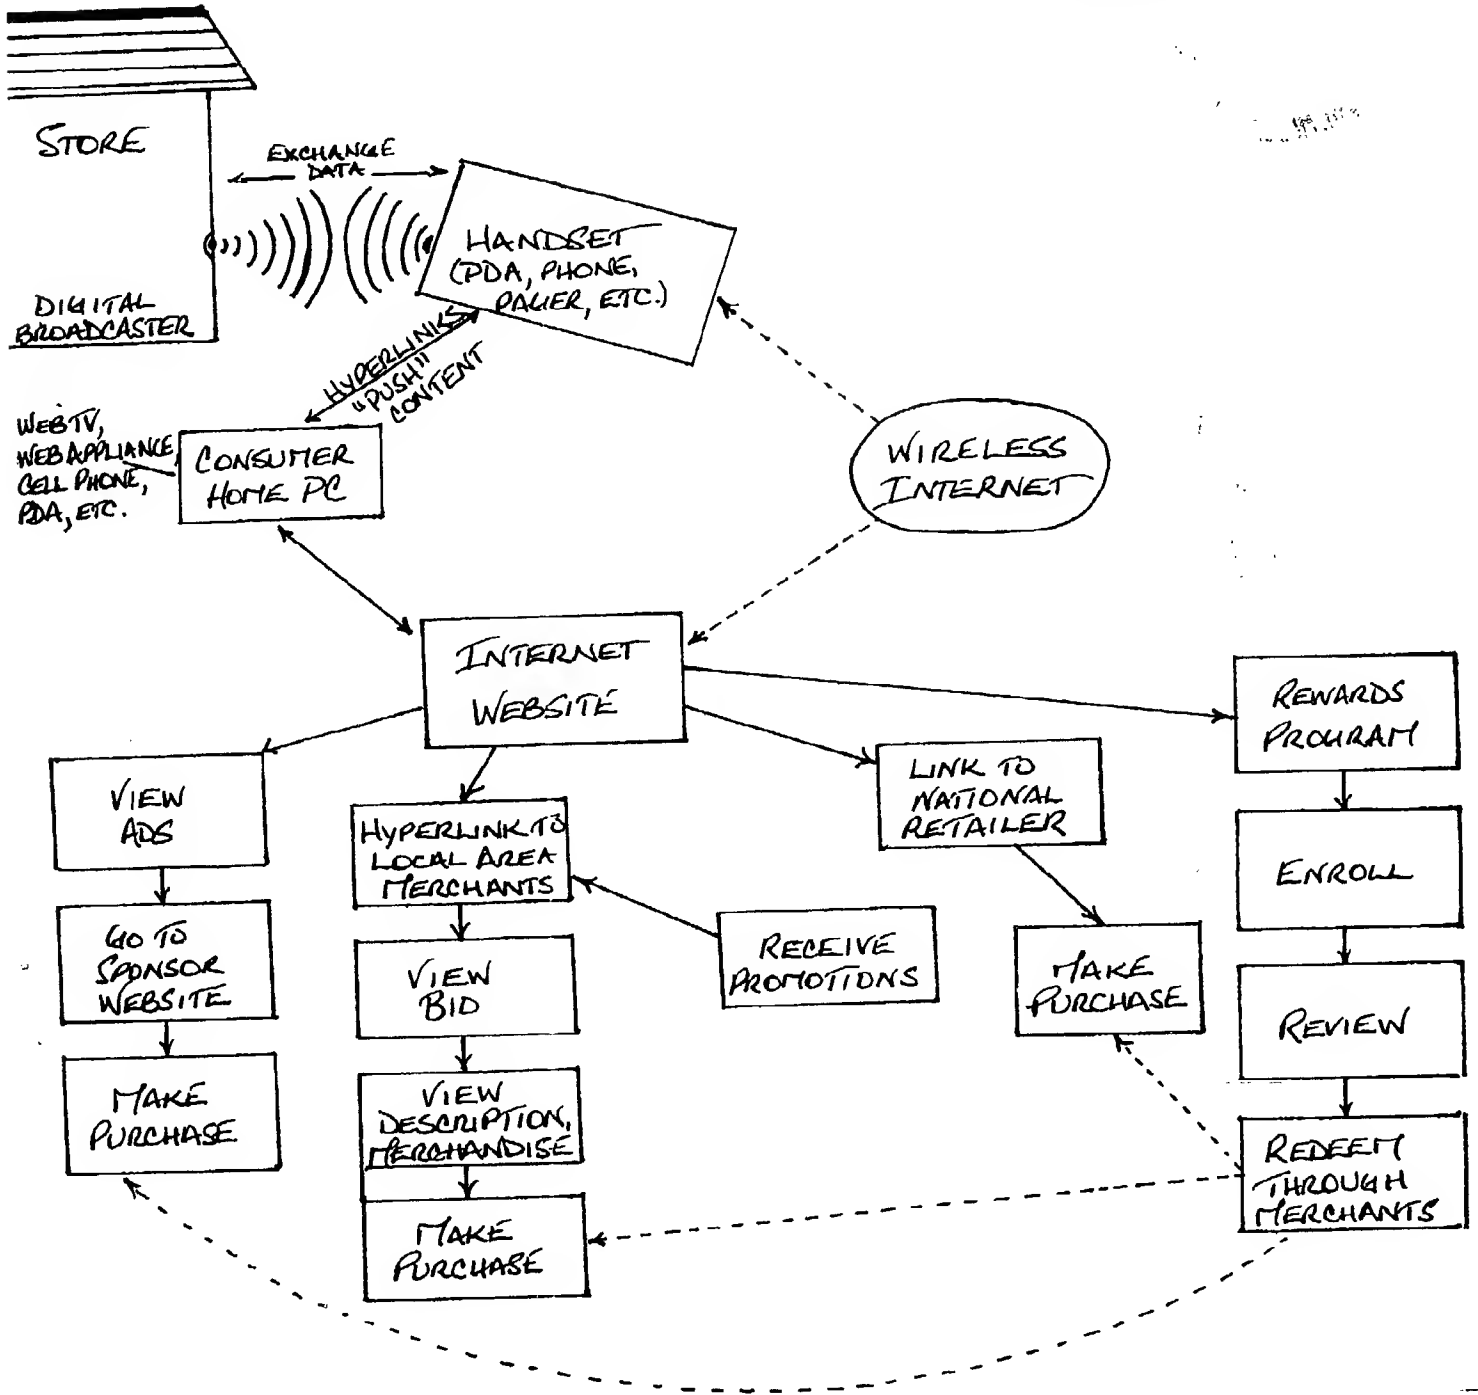 STORE
EXCHANGE
DATA
HANDSET
(PDA, PHONE,
PAGER, ETC.)
DIGITAL
BROADCASTER
HYPERLINKS
"PUSH"
CONTENT
WEBTV,
WEB APPLIANCE,
CELL PHONE,
PDA, ETC.
CONSUMER
HOME PC
WIRELESS
INTERNET
INTERNET
WEBSITE
REWARDS
PROGRAM
VIEW
ADS
HYPERLINK TO
LOCAL AREA
MERCHANTS
LINK TO
NATIONAL
RETAILER
ENROLL
GO TO
SPONSOR
WEBSITE
VIEW
BID
RECEIVE
PROMOTIONS
MAKE
PURCHASE
REVIEW
MAKE
PURCHASE
VIEW
DESCRIPTION,
MERCHANDISE
REDEEM
THROUGH
MERCHANTS
MAKE
PURCHASE